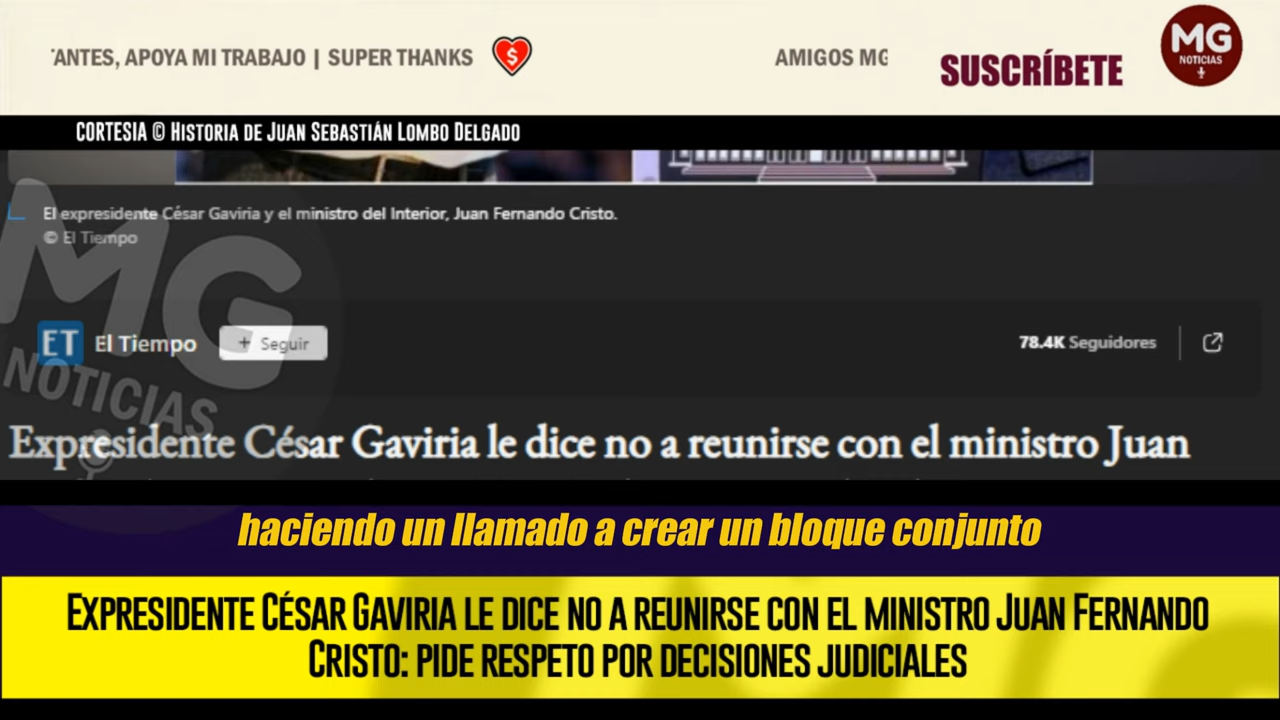 'ANTES, APOYA MI TRABAJO | SUPER THANKS
AMIGOS MG
SUSCRÍBETE
MG
NOTICIAS
CORTESIA © HISTORIA DE JUAN SEBASTIÁN LOMBO DELGADO
El expresidente César Gaviria y el ministro del Interior, Juan Fernando Cristo.
© El Tiempo
MG
NOTICIAS
ET El Tiempo + Seguir
78.4K Seguidores
Expresidente César Gaviria le dice no a reunirse con el ministro Juan
haciendo un llamado a crear un bloque conjunto
EXPRESIDENTE CÉSAR GAVIRIA LE DICE NO A REUNIRSE CON EL MINISTRO JUAN FERNANDO
CRISTO: PIDE RESPETO POR DECISIONES JUDICIALES